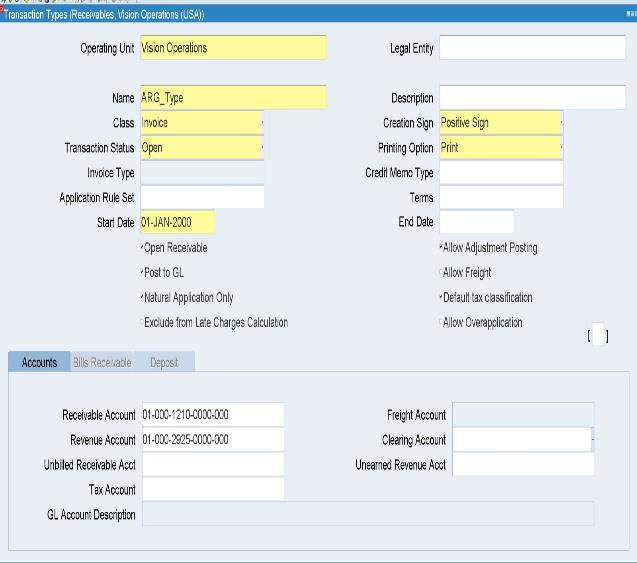 Transaction Types (Receivables, Vision Operations (USA))
Operating Unit Vision Operations Legal Entity
Name ARG_Type Description
Class Invoice Creation Sign Positive Sign
Transaction Status Open Printing Option Print
Invoice Type Credit Memo Type
Application Rule Set Terms
Start Date 01-JAN-2000 End Date
Open Receivable Allow Adjustment Posting
Post to GL Allow Freight
Natural Application Only Default tax classification
Exclude from Late Charges Calculation Allow Overapplication
[ ]
Accounts Bills Receivable Deposit
Receivable Account 01-000-1210-0000-000 Freight Account
Revenue Account 01-000-2925-0000-000 Clearing Account
Unbilled Receivable Acct Unearned Revenue Acct
Tax Account
GL Account Description